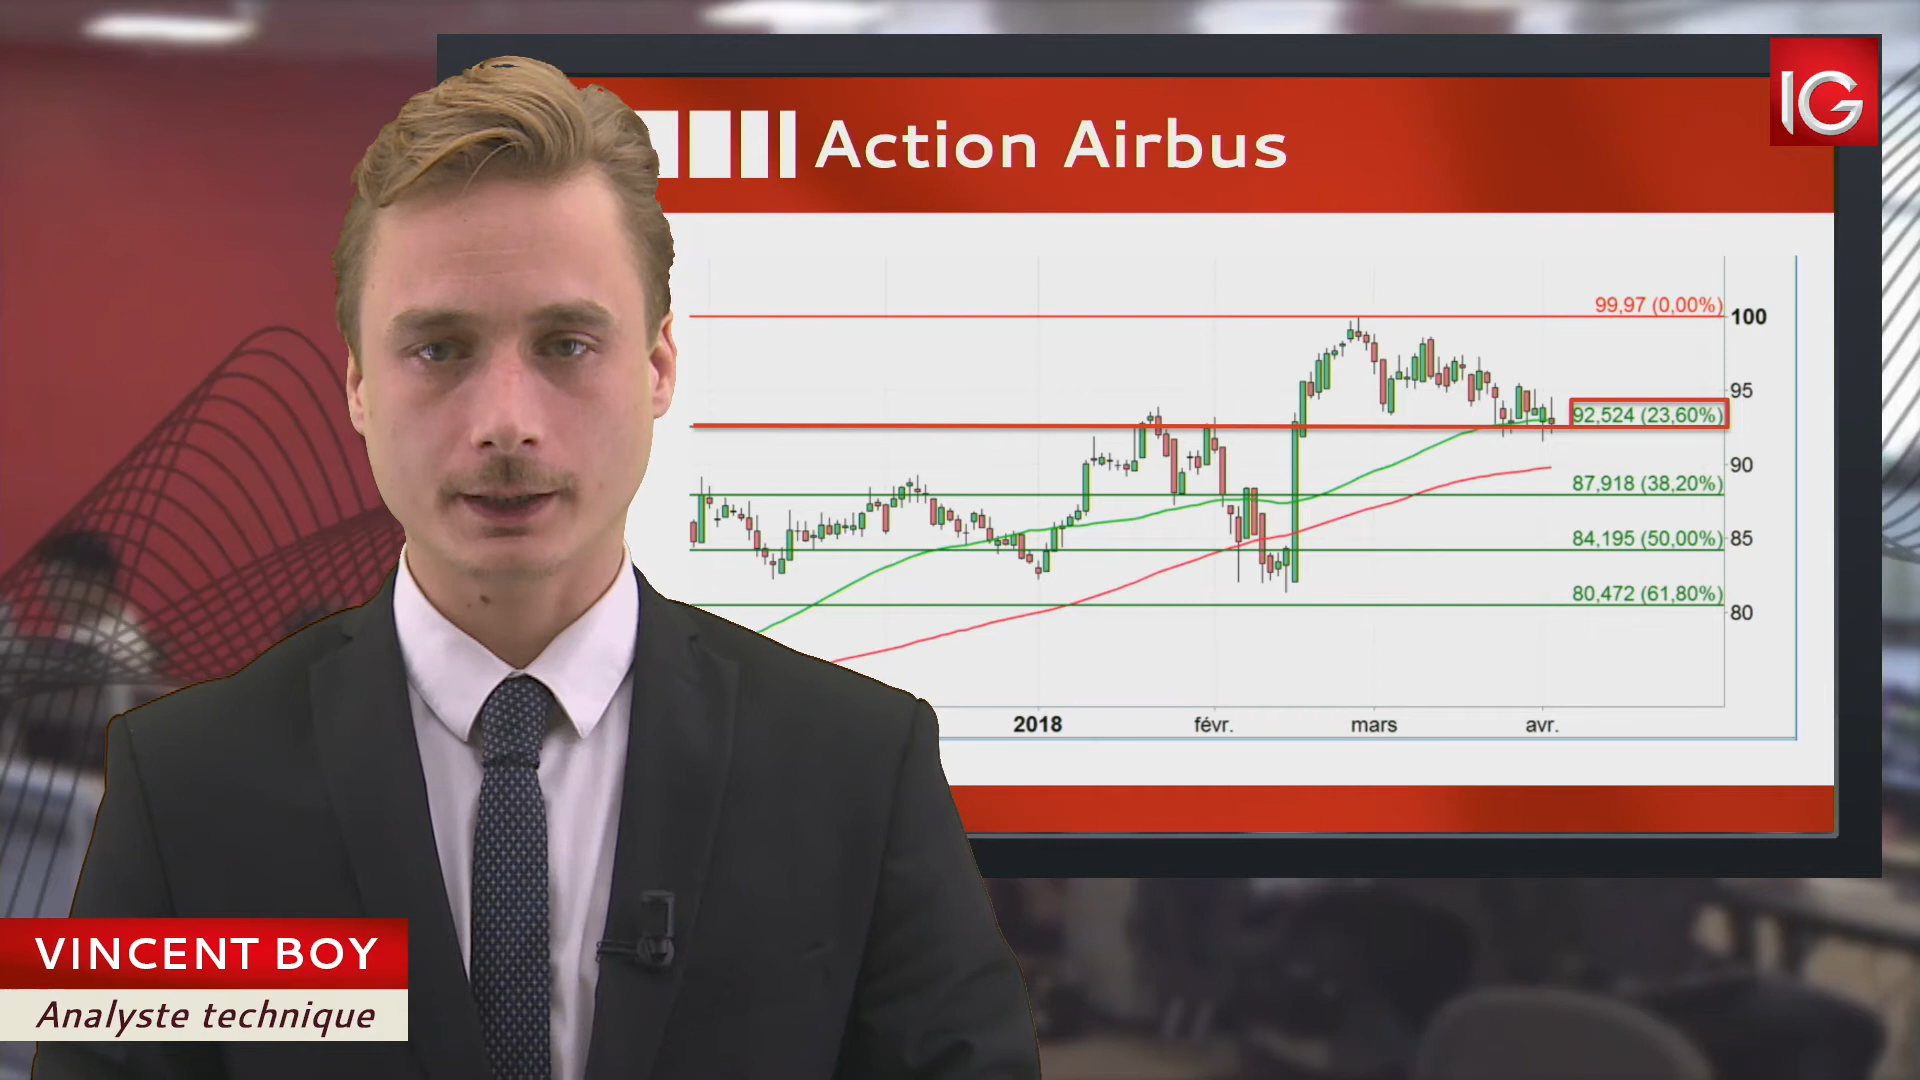 IG
Action Airbus
99,97 (0,00%)
100
95
92,524 (23,60%)
90
87,918 (38,20%)
85
84,195 (50,00%)
80,472 (61,80%)
80
2018 févr. mars avr.
VINCENT BOY
Analyste technique